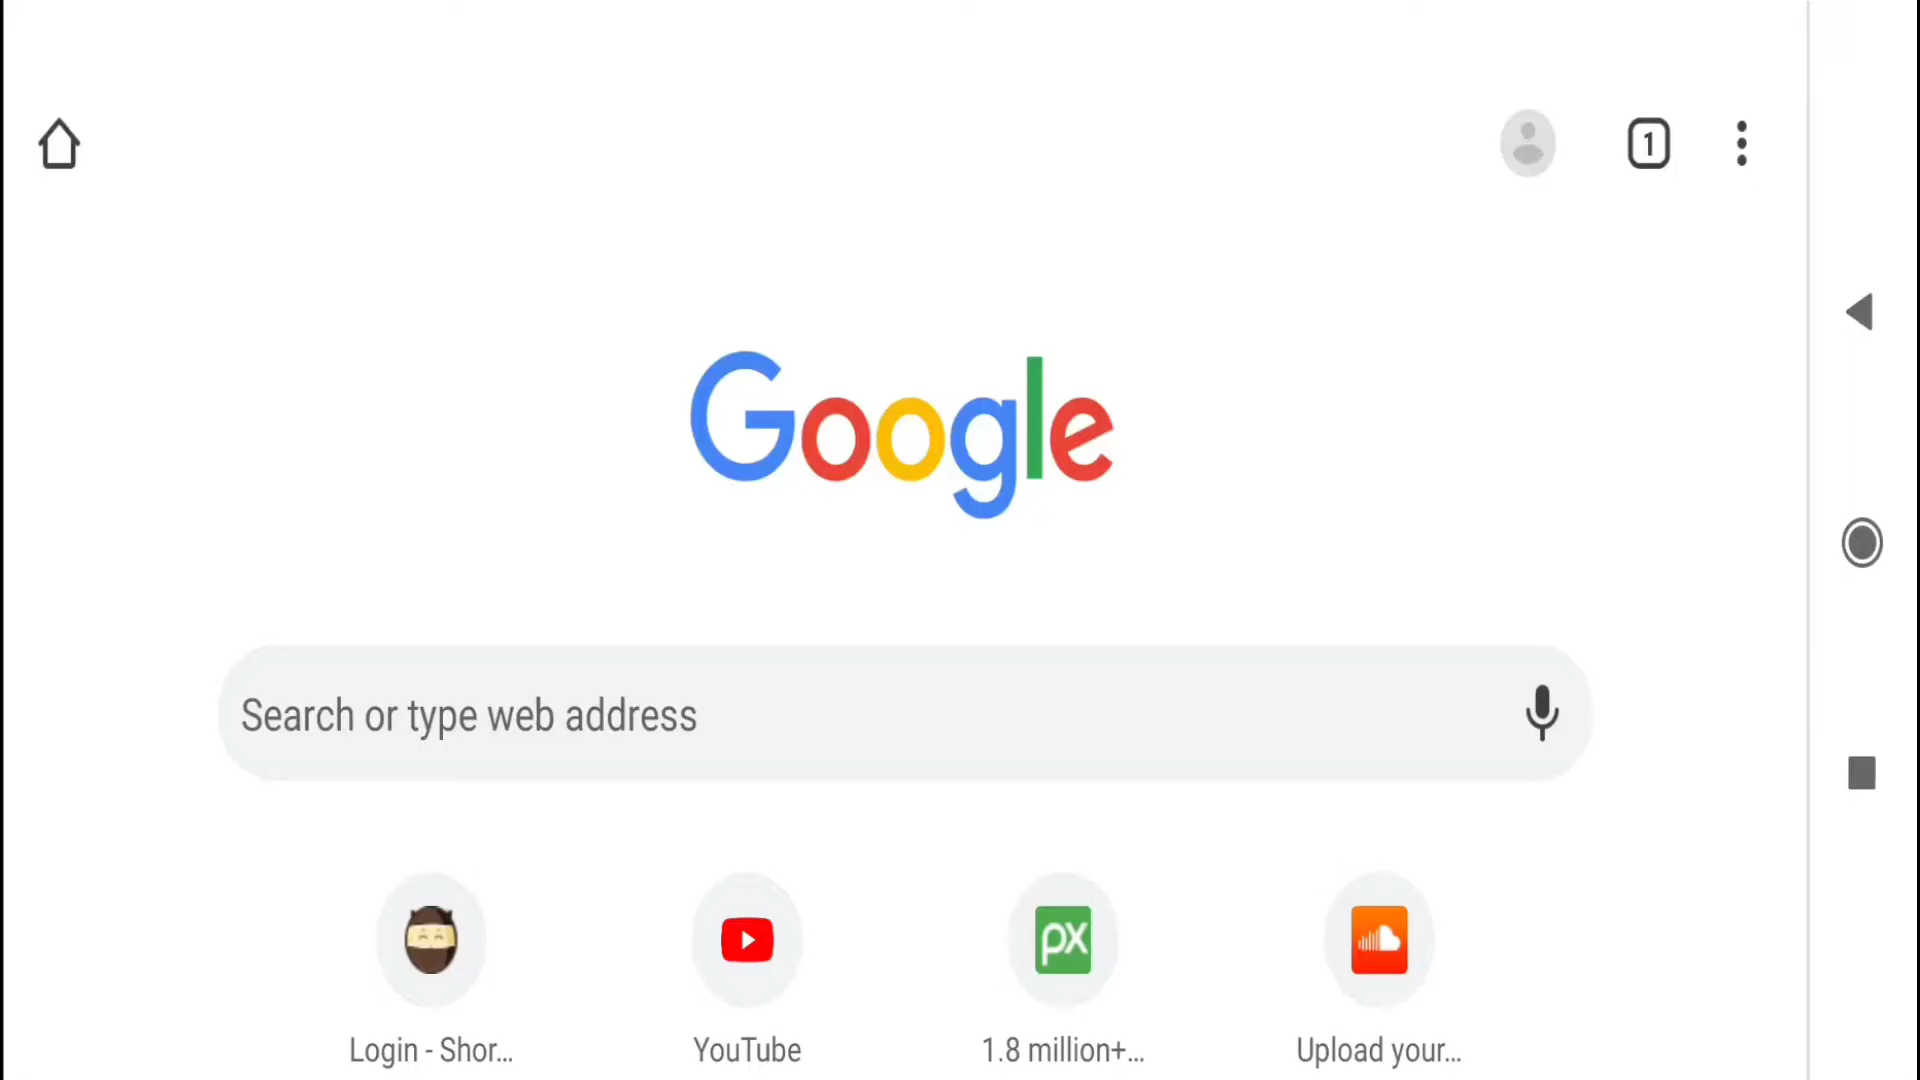 1
Google
Search or type web address
px
Login - Shor...
YouTube
1.8 million+...
Upload your...